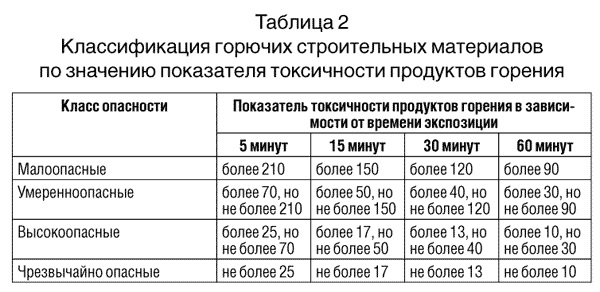 Таблица 2
Классификация горючих строительных материалов
по значению показателя токсичности продуктов горения
Класс опасности
Показатель токсичности продуктов горения в зависи-
мости от времени экспозиции
5 минут 15 минут 30 минут 60 минут
Малоопасные более 210 более 150 более 120 более 90
Умеренноопасные более 70, но более 50, но более 40, но более 30, но
не более 210 не более 150 не более 120 не более 90
Высокоопасные более 25, но более 17, но более 13, но более 10, но
не более 70 не более 50 не более 40 не более 30
Чрезвычайно опасные не более 25 не более 17 не более 13 не более 10